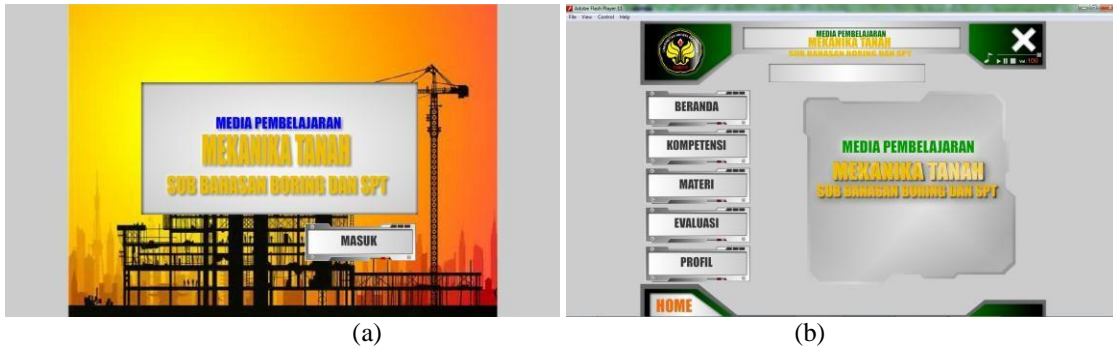 MEDIA PEMBELAJARAN
MEKANIKA TANAH
SUB BAHASAN BORING DAN SPT
MASUK
(a)
Adobe Flash Player 11
File View Control Help
MEDIA PEMBELAJARAN
MEKANIKA TANAH
SUB BAHASAN BORING DAN SPT
Vol: 100
BERANDA
KOMPETENSI
MATERI
EVALUASI
PROFIL
MEDIA PEMBELAJARAN
MEKANIKA TANAH
SUB BAHASAN BORING DAN SPT
HOME
(b)